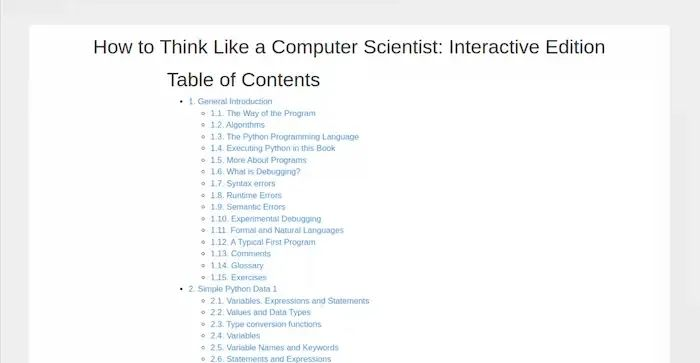 How to Think Like a Computer Scientist: Interactive Edition
Table of Contents
1. General Introduction
1.1. The Way of the Program
1.2. Algorithms
1.3. The Python Programming Language
1.4. Executing Python in this Book
1.5. More About Programs
1.6. What is Debugging?
1.7. Syntax errors
1.8. Runtime Errors
1.9. Semantic Errors
1.10. Experimental Debugging
1.11. Formal and Natural Languages
1.12. A Typical First Program
1.13. Comments
1.14. Glossary
1.15. Exercises
2. Simple Python Data 1
2.1. Variables, Expressions and Statements
2.2. Values and Data Types
2.3. Type conversion functions
2.4. Variables
2.5. Variable Names and Keywords
2.6. Statements and Expressions